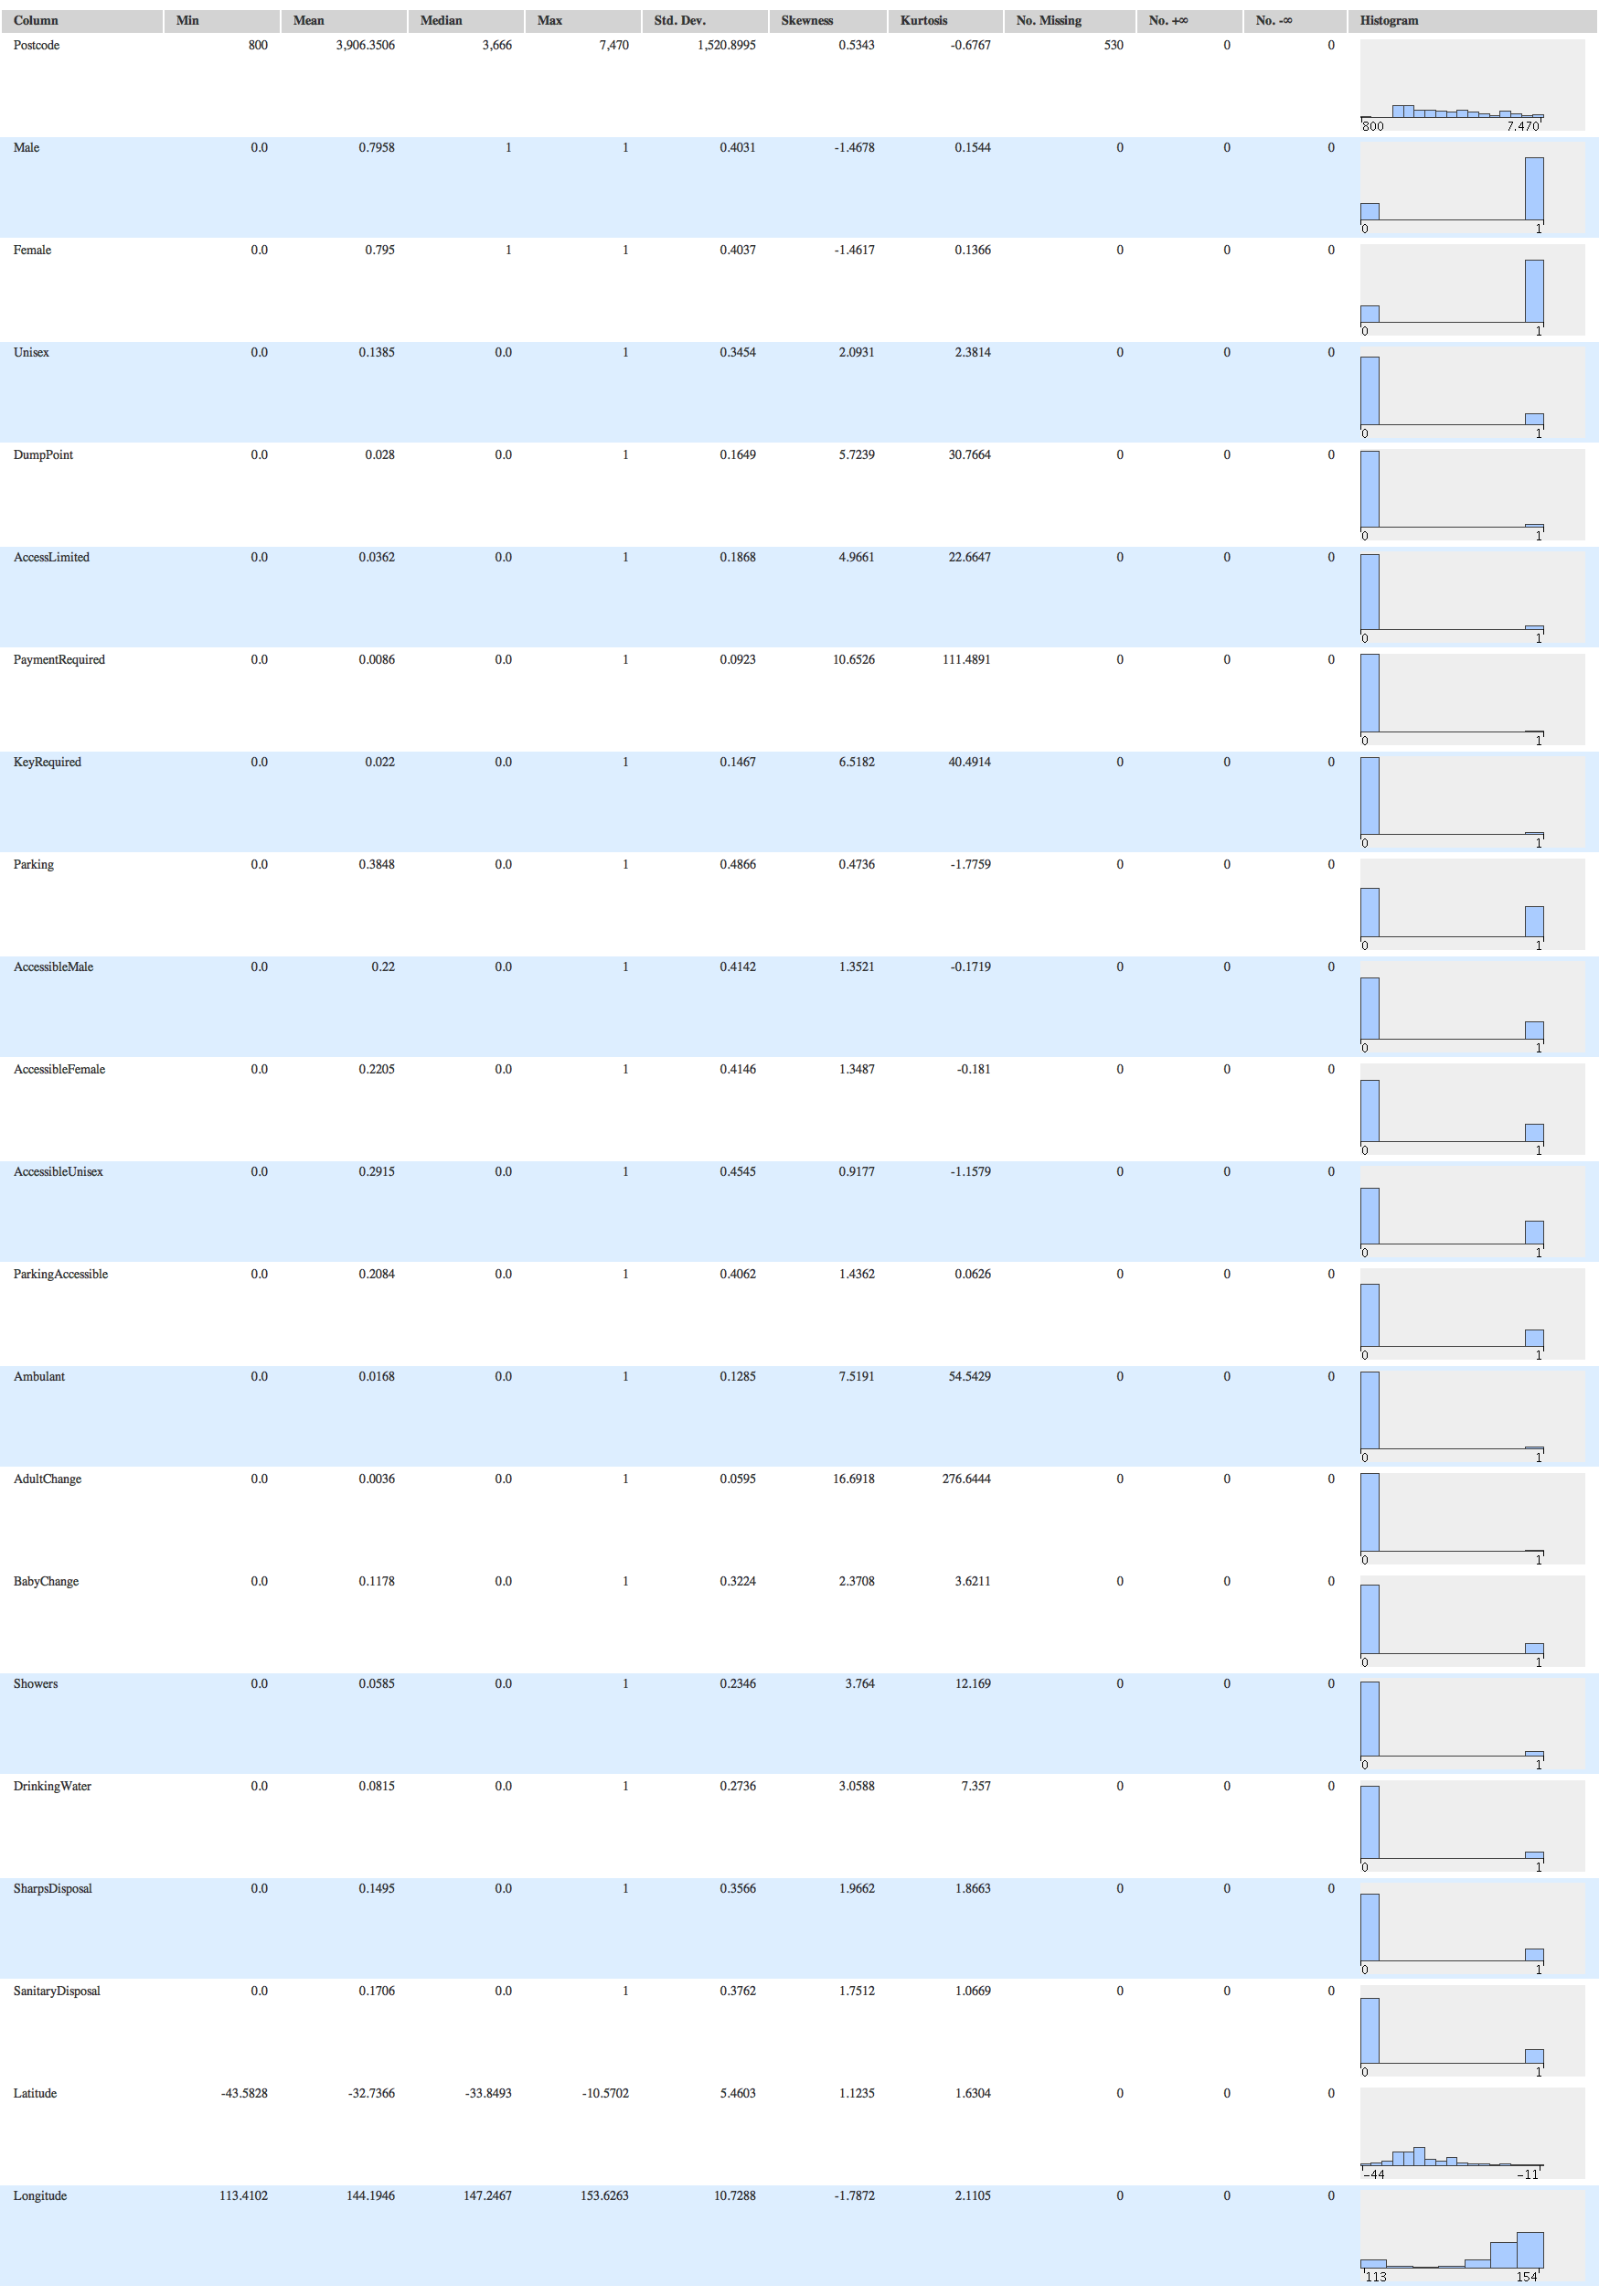 Column Min Mean Median Max Std. Dev. Skewness Kurtosis No. Missing No. +∞ No. -∞ Histogram
Postcode 800 3,906.3506 3,666 7,470 1,520.8995 0.5343 -0.6767 530 0 0
800 7.470
Male 0.0 0.7958 1 1 0.4031 -1.4678 0.1544 0 0 0
0 1
Female 0.0 0.795 1 1 0.4037 -1.4617 0.1366 0 0 0
0 1
Unisex 0.0 0.1385 0.0 1 0.3454 2.0931 2.3814 0 0 0
0 1
DumpPoint 0.0 0.028 0.0 1 0.1649 5.7239 30.7664 0 0 0
0 1
AccessLimited 0.0 0.0362 0.0 1 0.1868 4.9661 22.6647 0 0 0
0 1
PaymentRequired 0.0 0.0086 0.0 1 0.0923 10.6526 111.4891 0 0 0
0 1
KeyRequired 0.0 0.022 0.0 1 0.1467 6.5182 40.4914 0 0 0
0 1
Parking 0.0 0.3848 0.0 1 0.4866 0.4736 -1.7759 0 0 0
0 1
AccessibleMale 0.0 0.22 0.0 1 0.4142 1.3521 -0.1719 0 0 0
0 1
AccessibleFemale 0.0 0.2205 0.0 1 0.4146 1.3487 -0.181 0 0 0
0 1
AccessibleUnisex 0.0 0.2915 0.0 1 0.4545 0.9177 -1.1579 0 0 0
0 1
ParkingAccessible 0.0 0.2084 0.0 1 0.4062 1.4362 0.0626 0 0 0
0 1
Ambulant 0.0 0.0168 0.0 1 0.1285 7.5191 54.5429 0 0 0
0 1
AdultChange 0.0 0.0036 0.0 1 0.0595 16.6918 276.6444 0 0 0
0 1
BabyChange 0.0 0.1178 0.0 1 0.3224 2.3708 3.6211 0 0 0
0 1
Showers 0.0 0.0585 0.0 1 0.2346 3.764 12.169 0 0 0
0 1
DrinkingWater 0.0 0.0815 0.0 1 0.2736 3.0588 7.357 0 0 0
0 1
SharpsDisposal 0.0 0.1495 0.0 1 0.3566 1.9662 1.8663 0 0 0
0 1
SanitaryDisposal 0.0 0.1706 0.0 1 0.3762 1.7512 1.0669 0 0 0
0 1
Latitude -43.5828 -32.7366 -33.8493 -10.5702 5.4603 1.1235 1.6304 0 0 0
-44 -11
Longitude 113.4102 144.1946 147.2467 153.6263 10.7288 -1.7872 2.1105 0 0 0
113 154